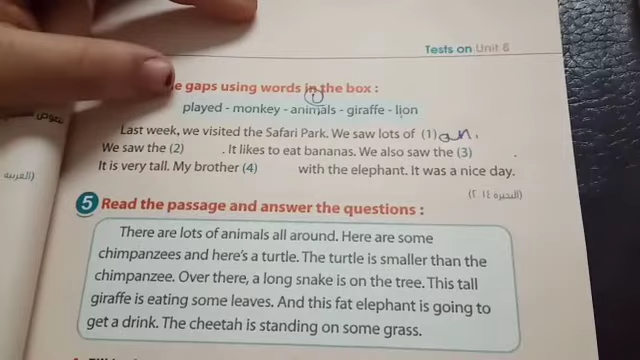 Tests on Unit 8
e gaps using words in the box :
①
played - monkey - animals - giraffe - lion
Last week, we visited the Safari Park. We saw lots of (1) an.
We saw the (2) . It likes to eat bananas. We also saw the (3) .
It is very tall. My brother (4) with the elephant. It was a nice day.
(البحيرة ٢٠١٤)
(الغربية
5 Read the passage and answer the questions :
There are lots of animals all around. Here are some
chimpanzees and here's a turtle. The turtle is smaller than the
chimpanzee. Over there, a long snake is on the tree. This tall
giraffe is eating some leaves. And this fat elephant is going to
get a drink. The cheetah is standing on some grass.